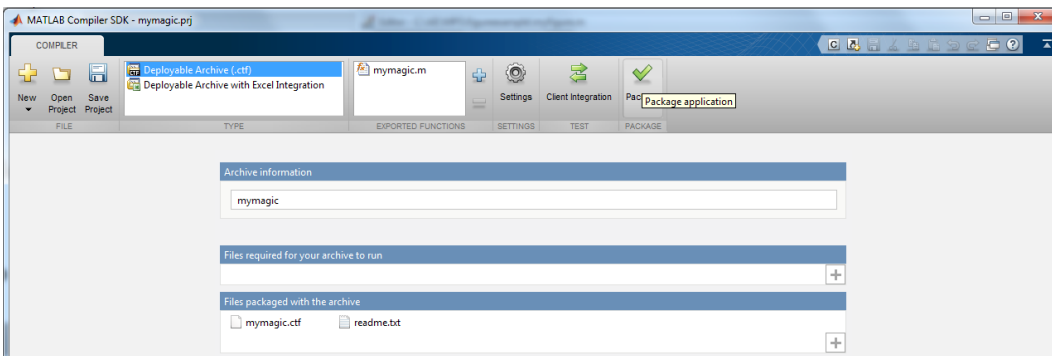 MATLAB Compiler SDK - mymagic.prj
COMPILER
New
Open Project
Save Project
FILE
Deployable Archive (.ctf)
Deployable Archive with Excel Integration
TYPE
mymagic.m
EXPORTED FUNCTIONS
Settings
SETTINGS
Client Integration
TEST
Package application
PACKAGE
Archive information
mymagic
Files required for your archive to run
Files packaged with the archive
mymagic.ctf readme.txt